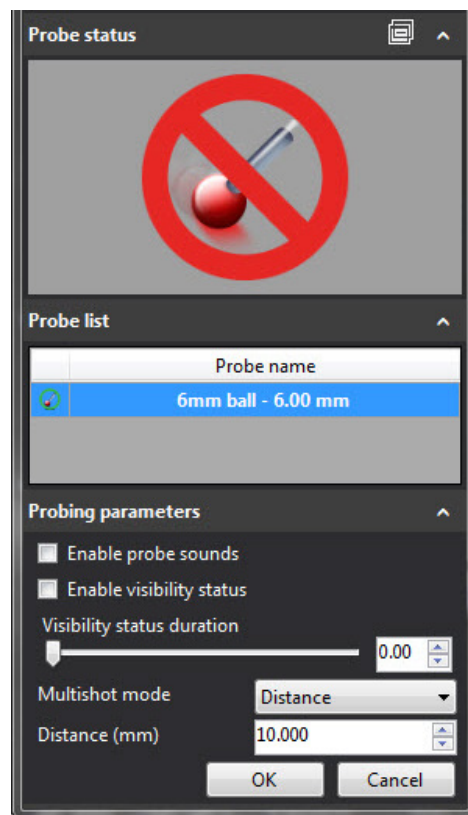 Probe status
Probe list
Probe name
6mm ball - 6.00 mm
Probing parameters
Enable probe sounds
Enable visibility status
Visibility status duration
0.00
Multishot mode Distance
Distance (mm) 10.000
OK Cancel